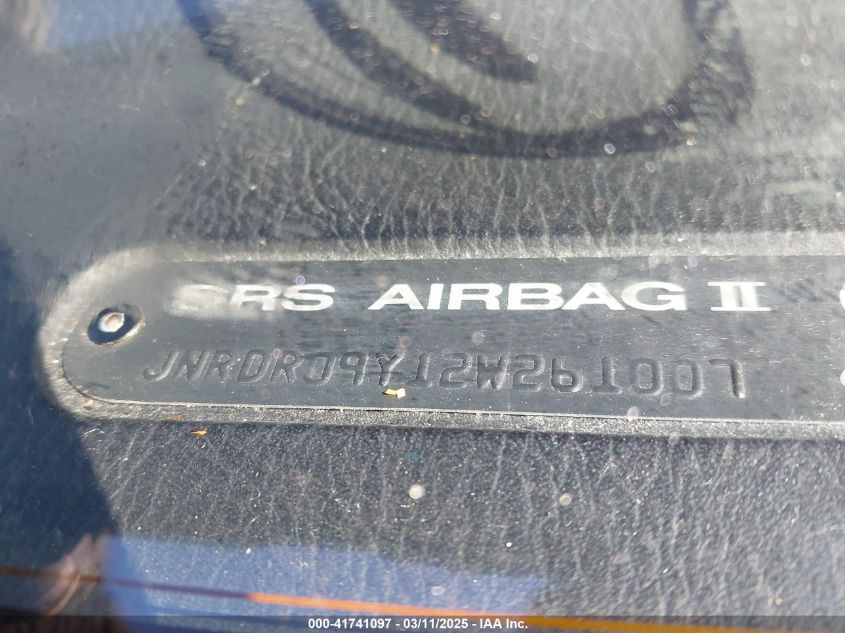 SRS AIRBAG II
JNRDR09Y12W261007
000-41741097 - 03/11/2025 - IAA Inc.